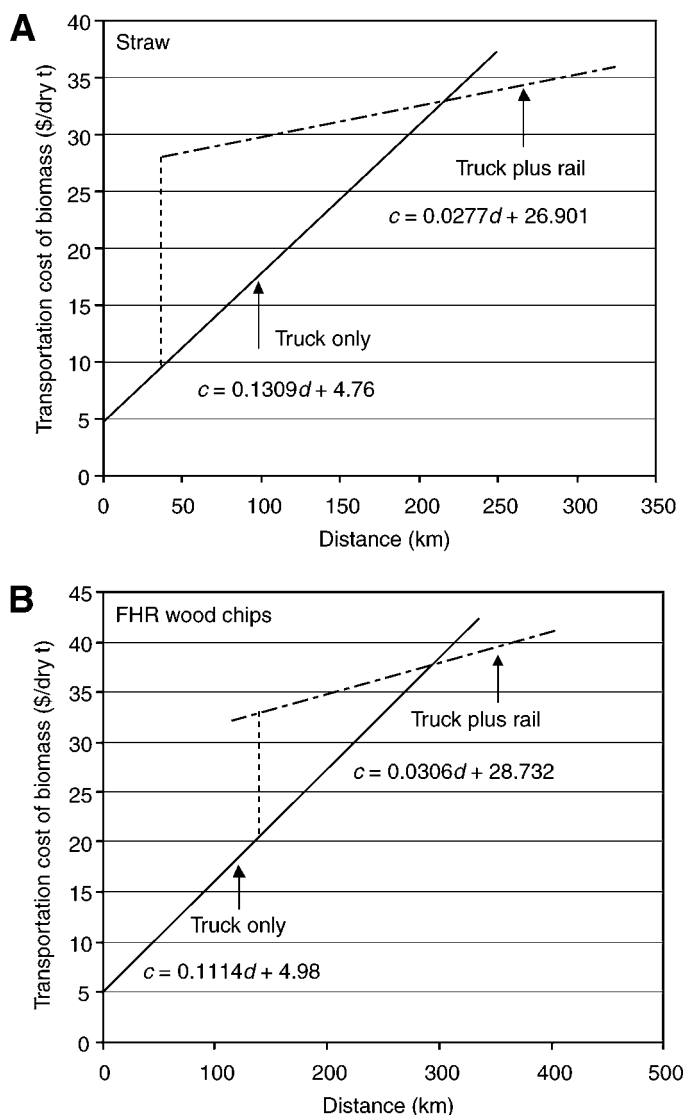 A
Straw
Transportation cost of biomass ($/dry t)
40
35
30
25
20
15
10
5
0
Truck plus rail
c = 0.0277d + 26.901
Truck only
c = 0.1309d + 4.76
0 50 100 150 200 250 300 350
Distance (km)
B
FHR wood chips
Transportation cost of biomass ($/dry t)
45
40
35
30
25
20
15
10
5
0
Truck plus rail
c = 0.0306d + 28.732
Truck only
c = 0.1114d + 4.98
0 100 200 300 400 500
Distance (km)